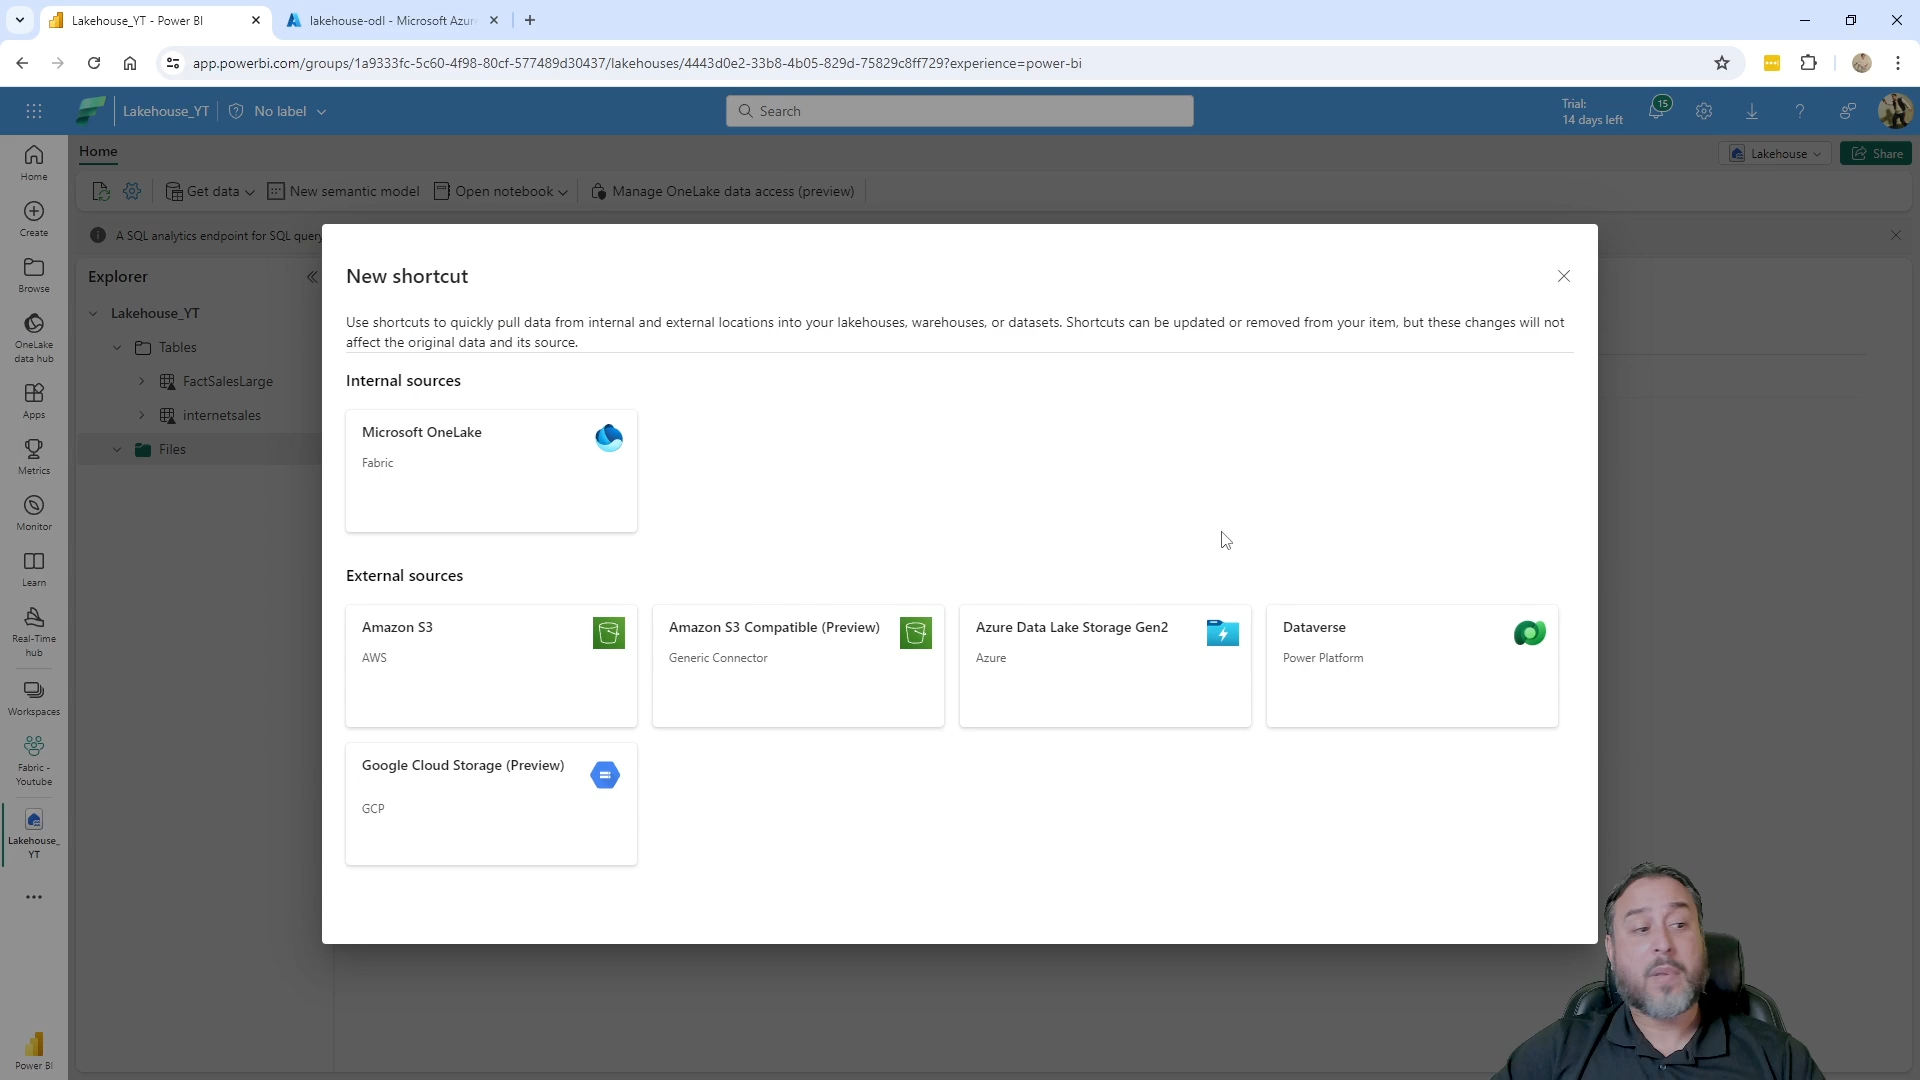 Lakehouse_YT - Power BI
lakehouse-odl - Microsoft Azur
app.powerbi.com/groups/1a9333fc-5c60-4f98-80cf-577489d30437/lakehouses/4443d0e2-33b8-4b05-829d-75829c8ff729?experience=power-bi
Lakehouse_YT
No label
Search
Trial:
14 days left
15
Home
Lakehouse
Share
Get data
New semantic model
Open notebook
Manage OneLake data access (preview)
A SQL analytics endpoint for SQL query
Home
Create
Browse
OneLake
data hub
Apps
Metrics
Monitor
Learn
Real-Time
hub
Workspaces
Fabric -
Youtube
Lakehouse_
YT
Power BI
Explorer
Lakehouse_YT
Tables
FactSalesLarge
internetsales
Files
New shortcut
Use shortcuts to quickly pull data from internal and external locations into your lakehouses, warehouses, or datasets. Shortcuts can be updated or removed from your item, but these changes will not
affect the original data and its source.
Internal sources
Microsoft OneLake
Fabric
External sources
Amazon S3
AWS
Amazon S3 Compatible (Preview)
Generic Connector
Azure Data Lake Storage Gen2
Azure
Dataverse
Power Platform
Google Cloud Storage (Preview)
GCP